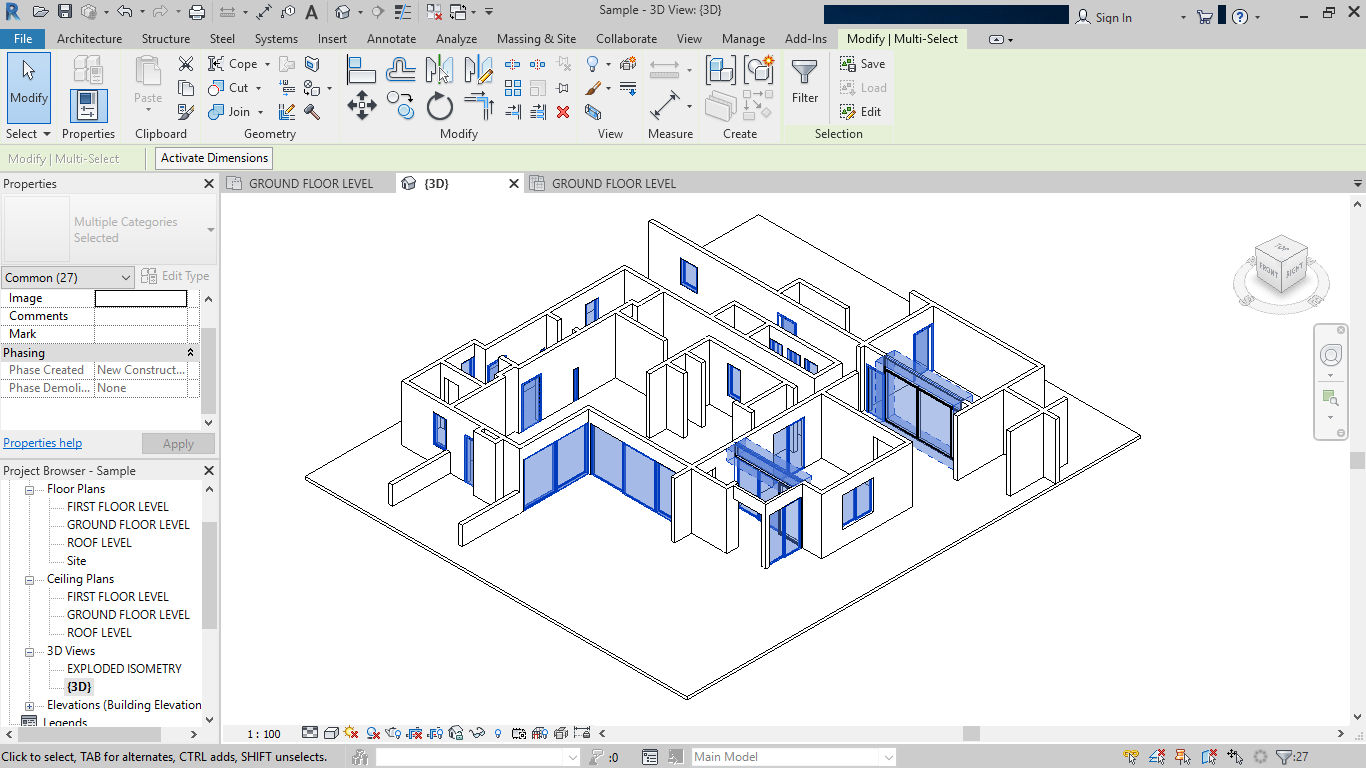 Sample - 3D View: {3D}
Sign In
File Architecture Structure Steel Systems Insert Annotate Analyze Massing & Site Collaborate View Manage Add-Ins Modify | Multi-Select
Modify
Paste
Cope
Cut
Join
Filter
Save
Load
Edit
Select Properties Clipboard Geometry Modify View Measure Create Selection
Modify | Multi-Select Activate Dimensions
Properties
GROUND FLOOR LEVEL {3D} GROUND FLOOR LEVEL
Multiple Categories
Selected
Common (27) Edit Type
Image
Comments
Mark
Phasing
Phase Created New Construct...
Phase Demoli... None
Properties help Apply
Project Browser - Sample
Floor Plans
FIRST FLOOR LEVEL
GROUND FLOOR LEVEL
ROOF LEVEL
Site
Ceiling Plans
FIRST FLOOR LEVEL
GROUND FLOOR LEVEL
ROOF LEVEL
3D Views
EXPLODED ISOMETRY
{3D}
Elevations (Building Elevation
Legends
TOP
FRONT
RIGHT
1 : 100
Click to select, TAB for alternates, CTRL adds, SHIFT unselects.
:0
Main Model
:27